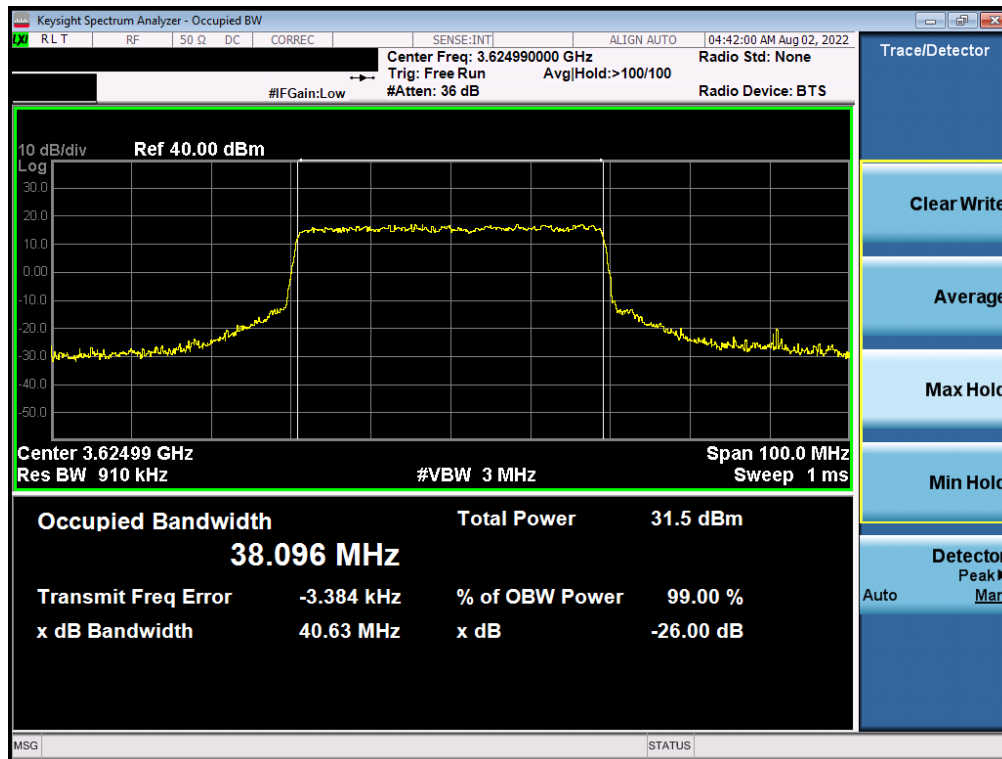 Keysight Spectrum Analyzer - Occupied BW
LXI RLT RF 50 Ω DC CORREC SENSE:INT ALIGN AUTO 04:42:00 AM Aug 02, 2022
Center Freq: 3.624990000 GHz Radio Std: None
Trig: Free Run Avg|Hold:>100/100
#IFGain:Low #Atten: 36 dB Radio Device: BTS
10 dB/div Ref 40.00 dBm
Log
30.0
20.0
10.0
0.00
-10.0
-20.0
-30.0
-40.0
-50.0
Center 3.62499 GHz Span 100.0 MHz
Res BW 910 kHz #VBW 3 MHz Sweep 1 ms
Occupied Bandwidth Total Power 31.5 dBm
38.096 MHz
Transmit Freq Error -3.384 kHz % of OBW Power 99.00 %
x dB Bandwidth 40.63 MHz x dB -26.00 dB
MSG STATUS
Trace/Detector
Clear Write
Average
Max Hold
Min Hold
Detector
Peak
Auto Man